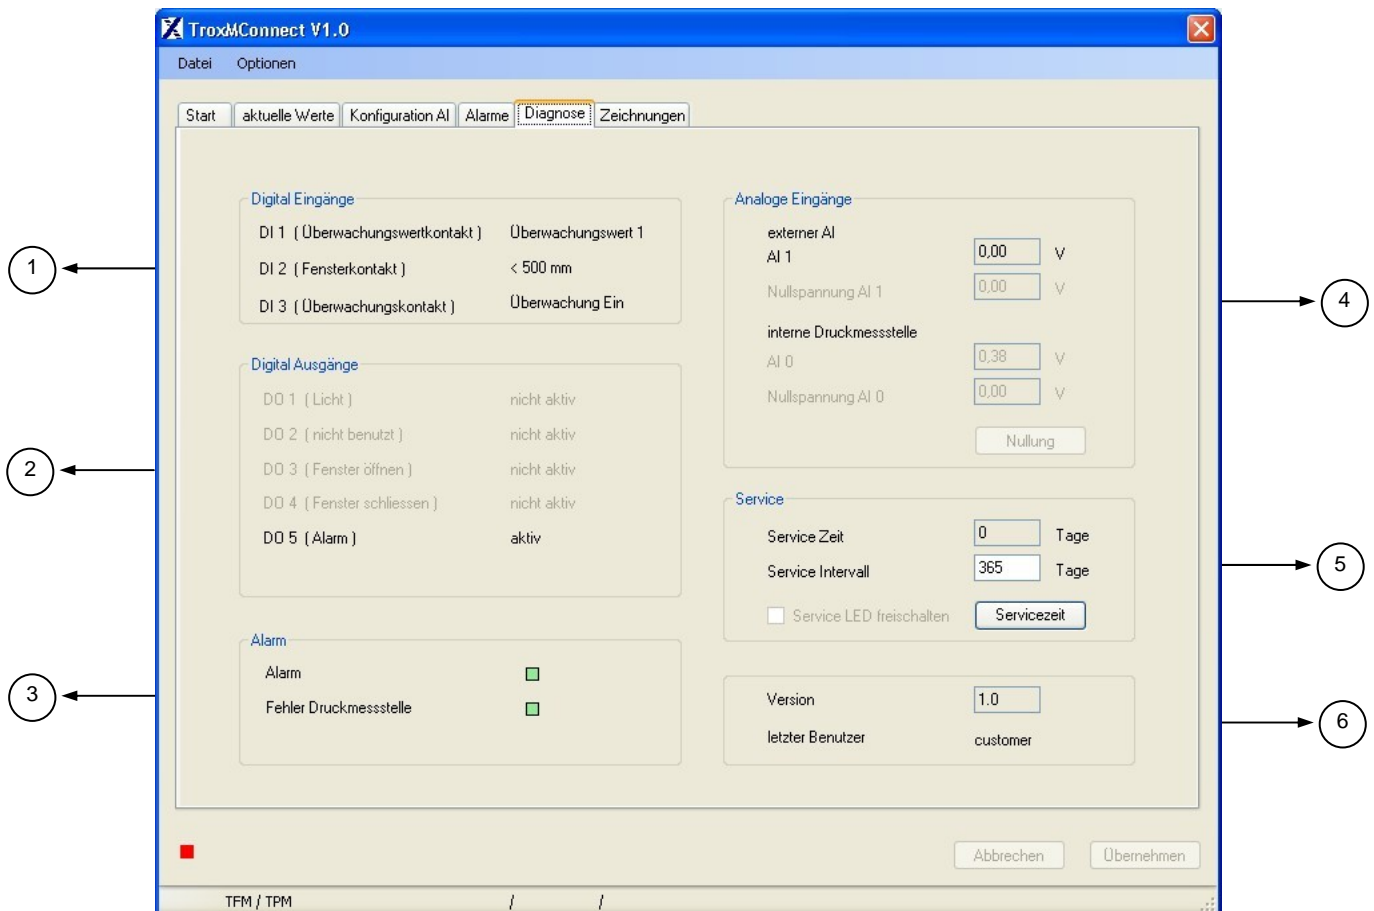 TroxMConnect V1.0
Datei Optionen
Start aktuelle Werte Konfiguration AI Alarme Diagnose Zeichnungen
Digital Eingänge
DI 1 ( Überwachungswertkontakt ) Überwachungswert 1
DI 2 ( Fensterkontakt ) < 500 mm
DI 3 ( Überwachungskontakt ) Überwachung Ein
1
Digital Ausgänge
DO 1 ( Licht ) nicht aktiv
DO 2 ( nicht benutzt ) nicht aktiv
DO 3 ( Fenster öffnen ) nicht aktiv
DO 4 ( Fenster schliessen ) nicht aktiv
DO 5 ( Alarm ) aktiv
2
Alarm
Alarm
Fehler Druckmessstelle
3
Analoge Eingänge
externer AI
AI 1 0,00 V
Nullspannung AI 1 0,00 V
interne Druckmessstelle
AI 0 0,38 V
Nullspannung AI 0 0,00 V
Nullung
4
Service
Service Zeit 0 Tage
Service Intervall 365 Tage
Service LED freischalten Servicezeit
5
Version 1.0
letzter Benutzer customer
6
Abbrechen Übernehmen
TFM / TPM / /